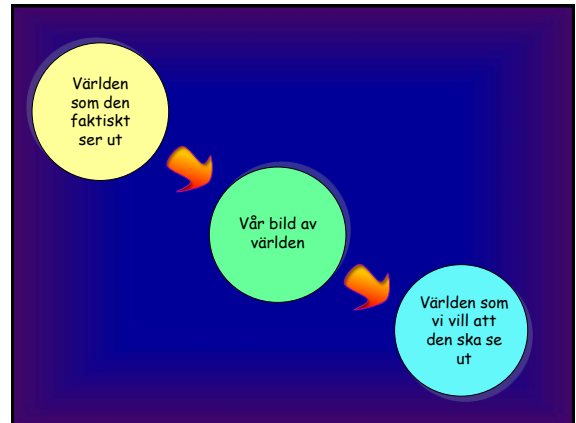 Världen
som den
faktiskt
ser ut
Vår bild av
världen
Världen som
vi vill att
den ska se
ut